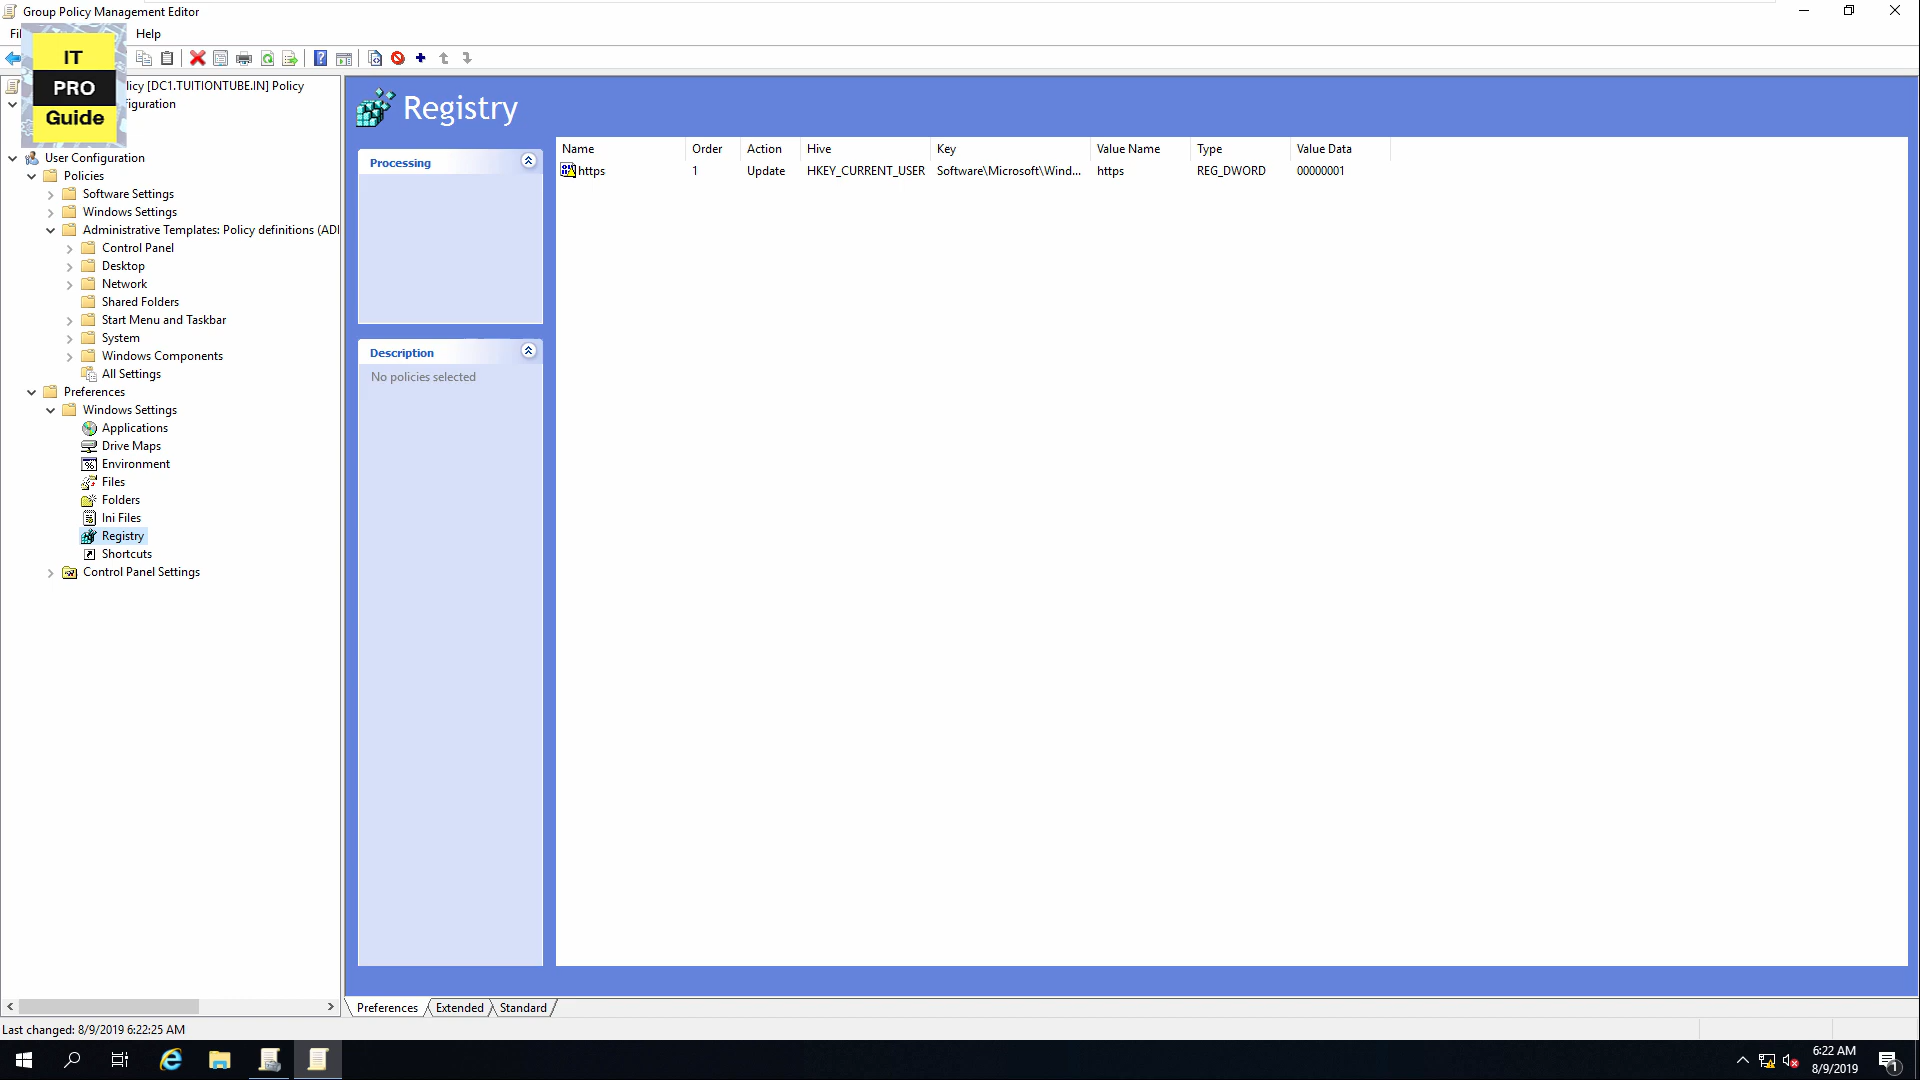 Group Policy Management Editor
Help
IT
PRO
Guide
licy [DC1.TUITIONTUBE.IN] Policy
iguration
User Configuration
Policies
Software Settings
Windows Settings
Administrative Templates: Policy definitions (ADI
Control Panel
Desktop
Network
Shared Folders
Start Menu and Taskbar
System
Windows Components
All Settings
Preferences
Windows Settings
Applications
Drive Maps
Environment
Files
Folders
Ini Files
Registry
Shortcuts
Control Panel Settings
Registry
Processing
Description
No policies selected
Name Order Action Hive Key Value Name Type Value Data
https 1 Update HKEY_CURRENT_USER Software\Microsoft\Wind... https REG_DWORD 00000001
Preferences Extended Standard
Last changed: 8/9/2019 6:22:25 AM
6:22 AM
8/9/2019
1